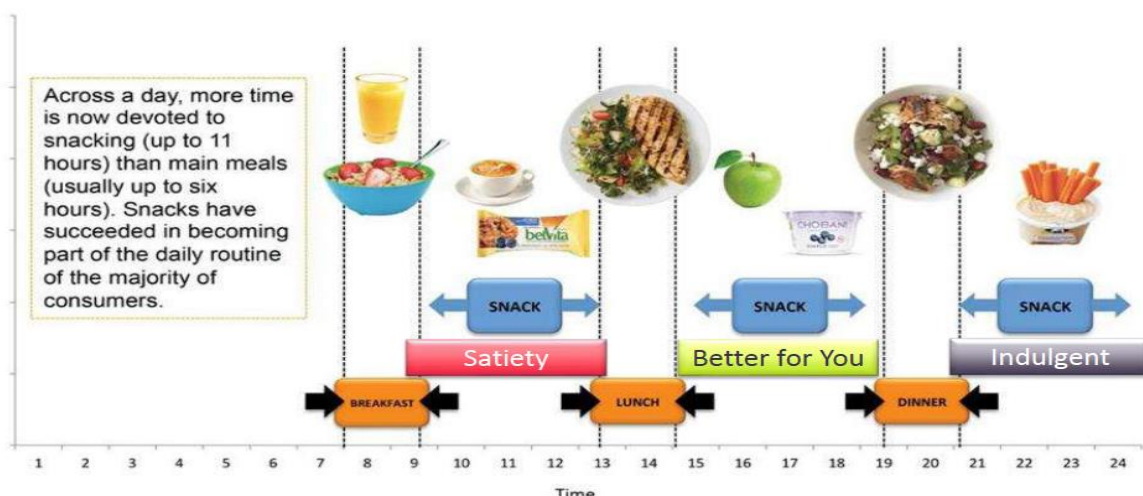 Across a day, more time
is now devoted to
snacking (up to 11
hours) than main meals
(usually up to six
hours). Snacks have
succeeded in becoming
part of the daily routine
of the majority of
consumers.
belVita
CHOBANI
SNACK
SNACK
SNACK
Satiety
Better for You
Indulgent
BREAKFAST
LUNCH
DINNER
1 2 3 4 5 6 7 8 9 10 11 12 13 14 15 16 17 18 19 20 21 22 23 24
Time